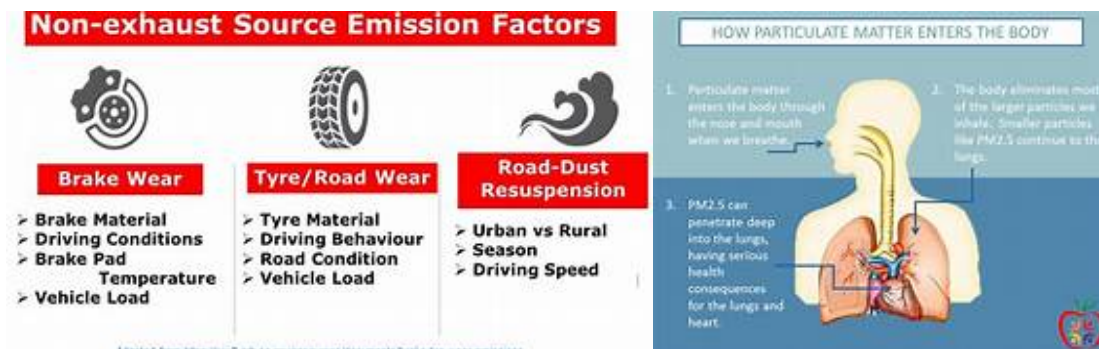 Non-exhaust Source Emission Factors
Brake Wear
➢ Brake Material
➢ Driving Conditions
➢ Brake Pad
Temperature
➢ Vehicle Load
Tyre/Road Wear
➢ Tyre Material
➢ Driving Behaviour
➢ Road Condition
➢ Vehicle Load
Road-Dust
Resuspension
➢ Urban vs Rural
➢ Season
➢ Driving Speed
HOW PARTICULATE MATTER ENTERS THE BODY
1. Particulate matter
enters the body through
the nose and mouth
when we breathe.
2. The body eliminates most
of the larger particles we
inhale. Smaller particles
like PM2.5 continue to the
lungs.
3. PM2.5 can
penetrate deep
into the lungs,
having serious
health
consequences
for the lungs and
heart.